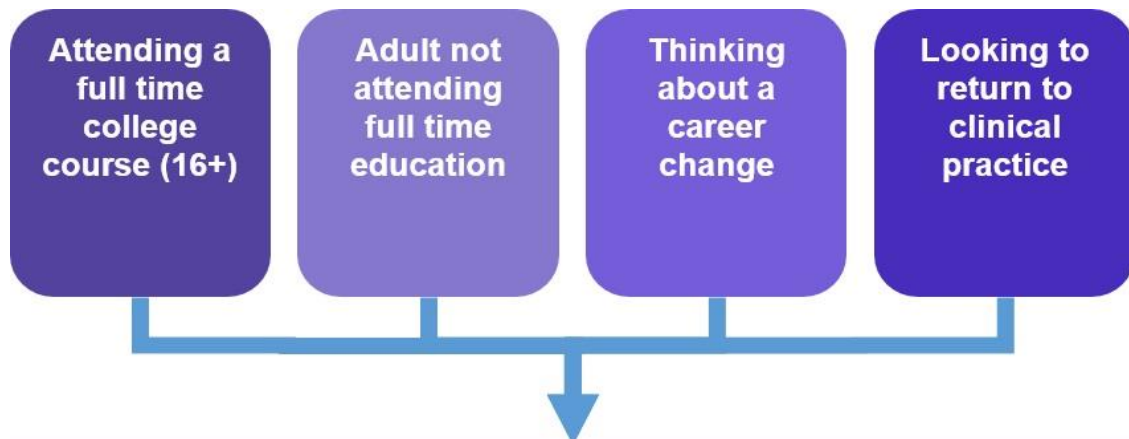 Attending a
full time
college
course (16+)
Adult not
attending
full time
education
Thinking
about a
career
change
Looking to
return to
clinical
practice